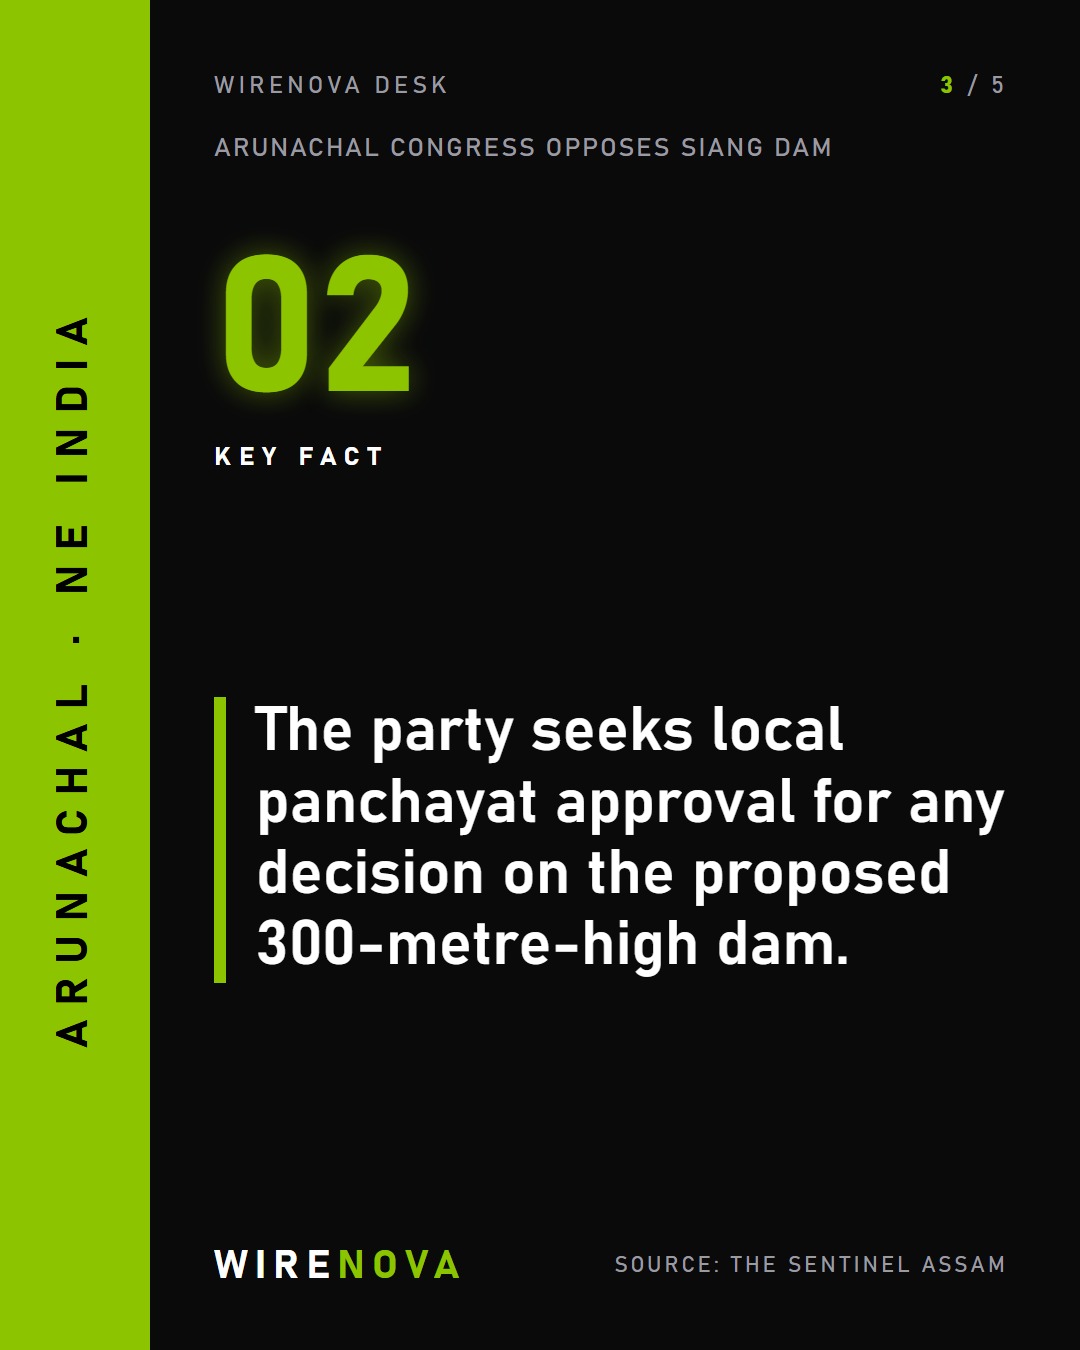 ARUNACHAL · NE INDIA
WIRENOVA DESK
3 / 5
ARUNACHAL CONGRESS OPPOSES SIANG DAM
02
KEY FACT
The party seeks local
panchayat approval for any
decision on the proposed
300-metre-high dam.
WIRENOVA
SOURCE: THE SENTINEL ASSAM